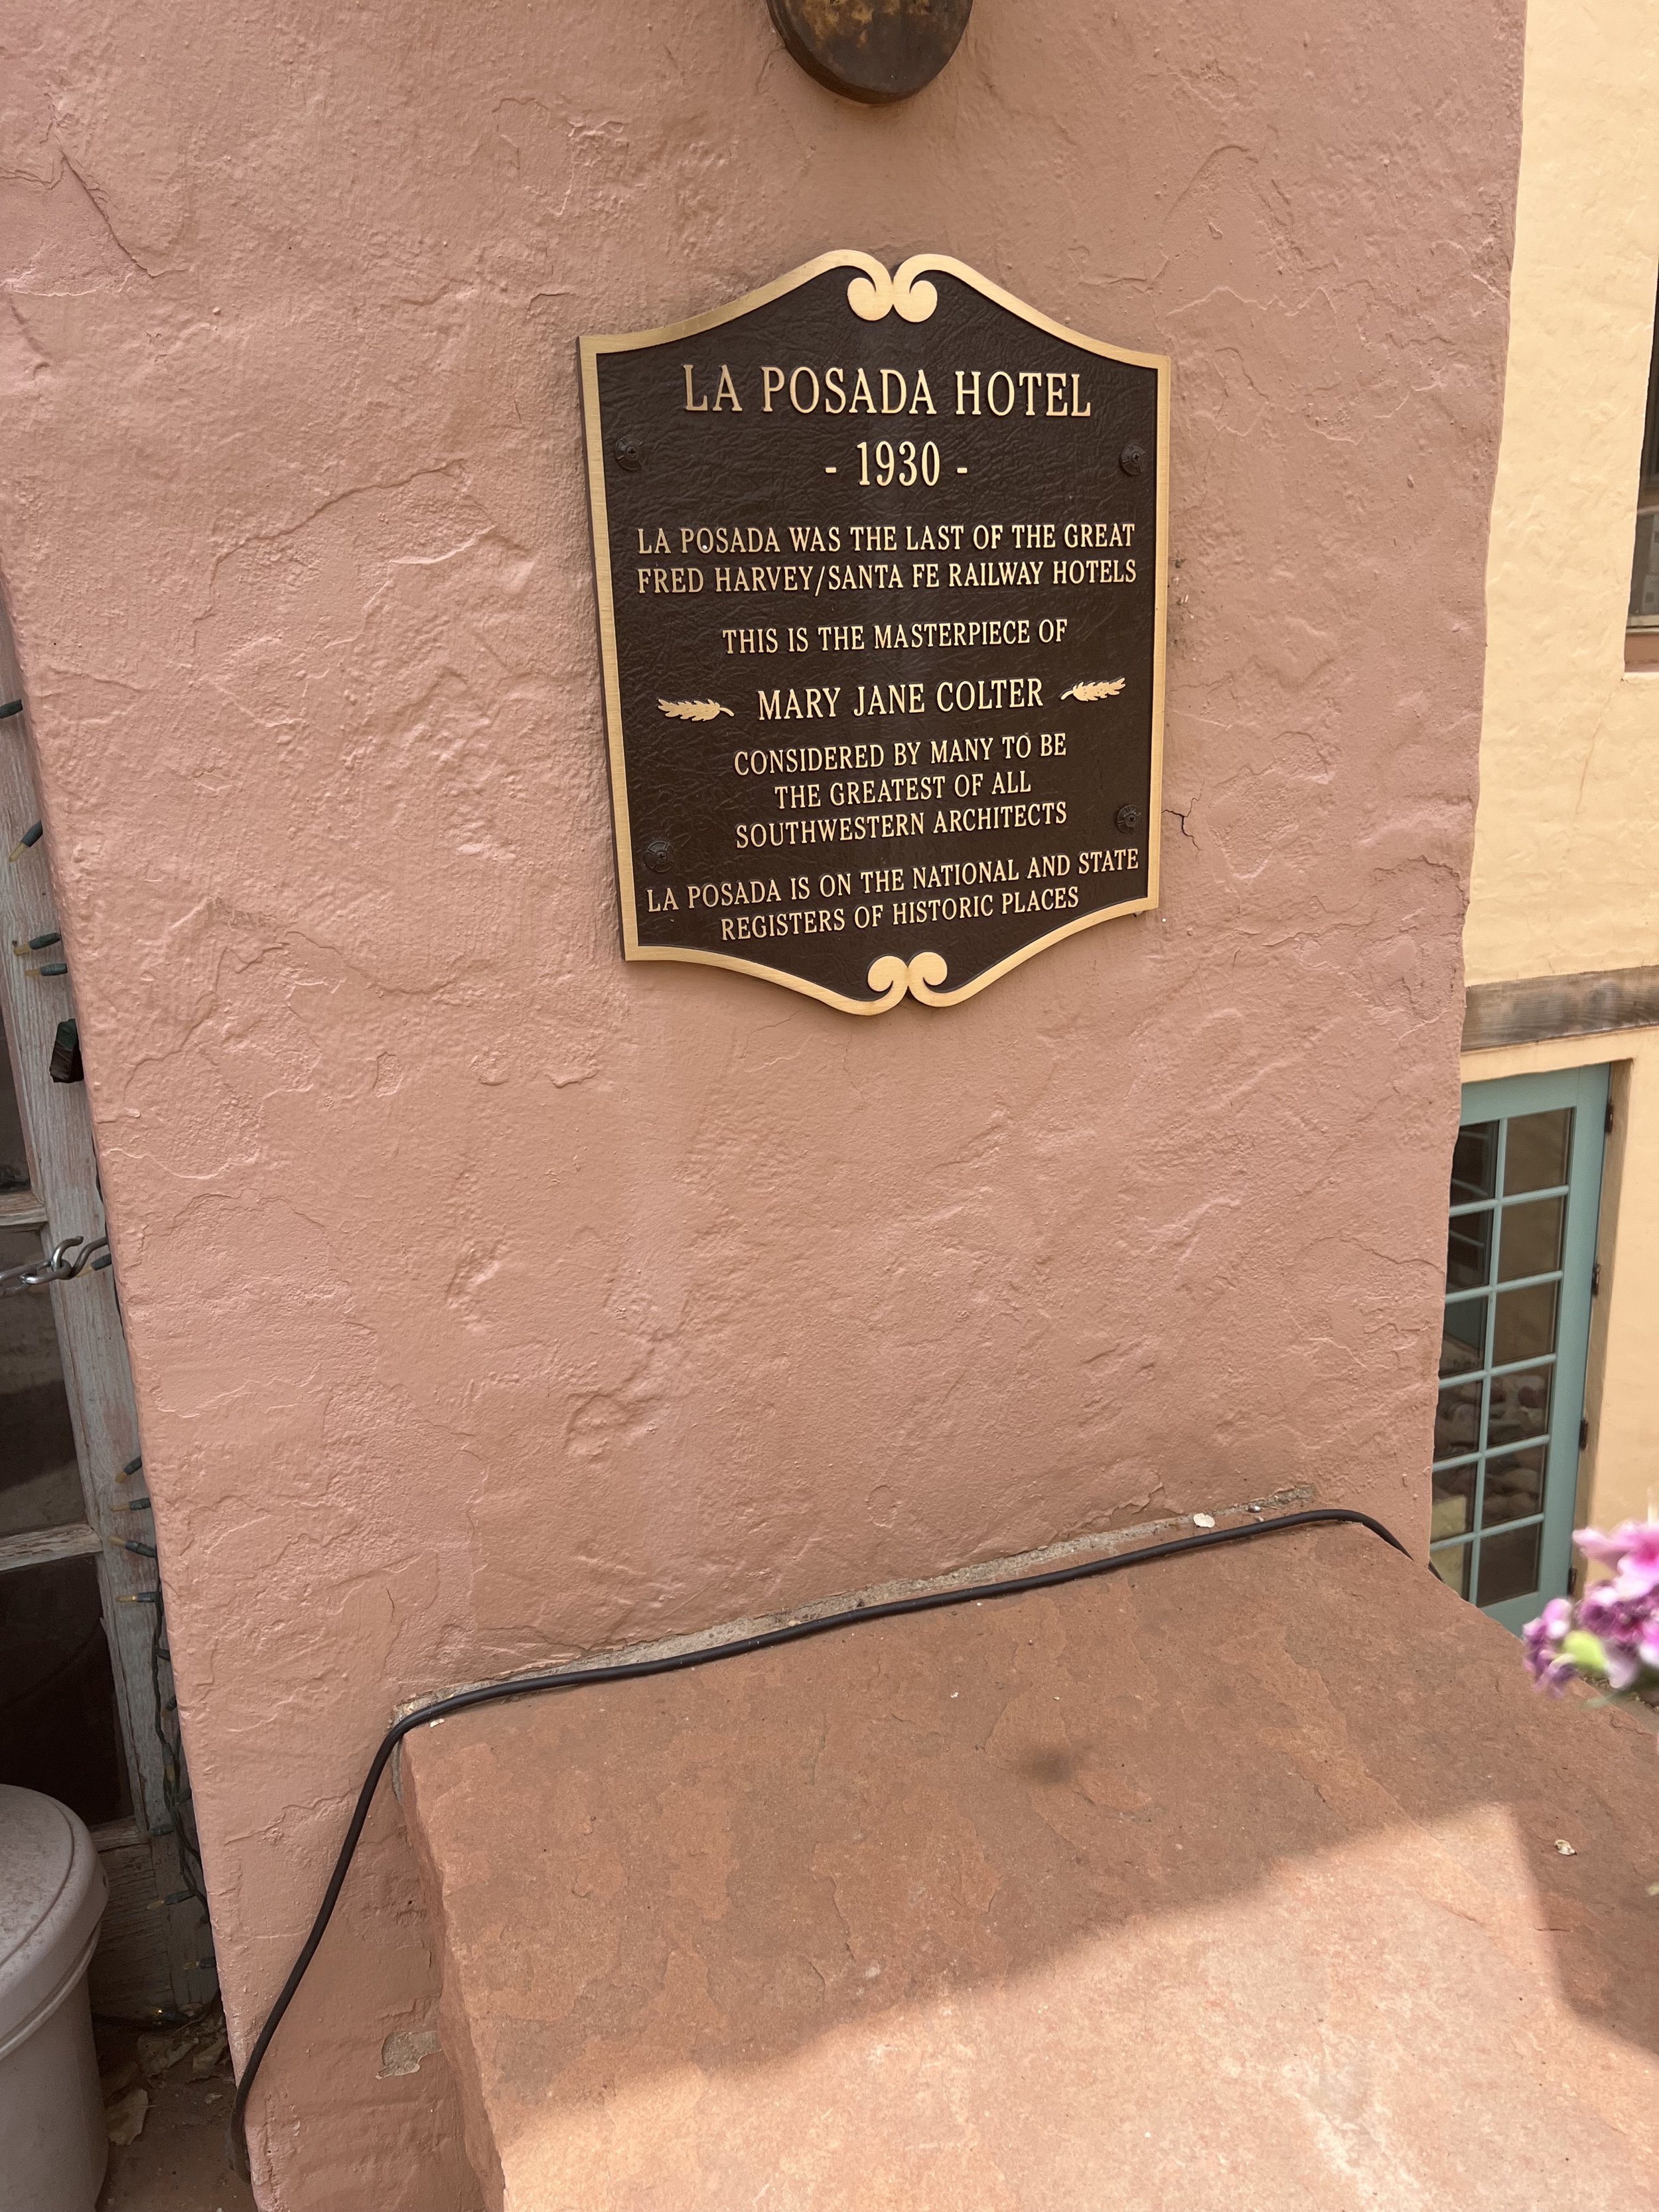 LA POSADA HOTEL
- 1930 -
LA POSADA WAS THE LAST OF THE GREAT
FRED HARVEY/SANTA FE RAILWAY HOTELS
THIS IS THE MASTERPIECE OF
MARY JANE COLTER
CONSIDERED BY MANY TO BE
THE GREATEST OF ALL
SOUTHWESTERN ARCHITECTS
LA POSADA IS ON THE NATIONAL AND STATE
REGISTERS OF HISTORIC PLACES